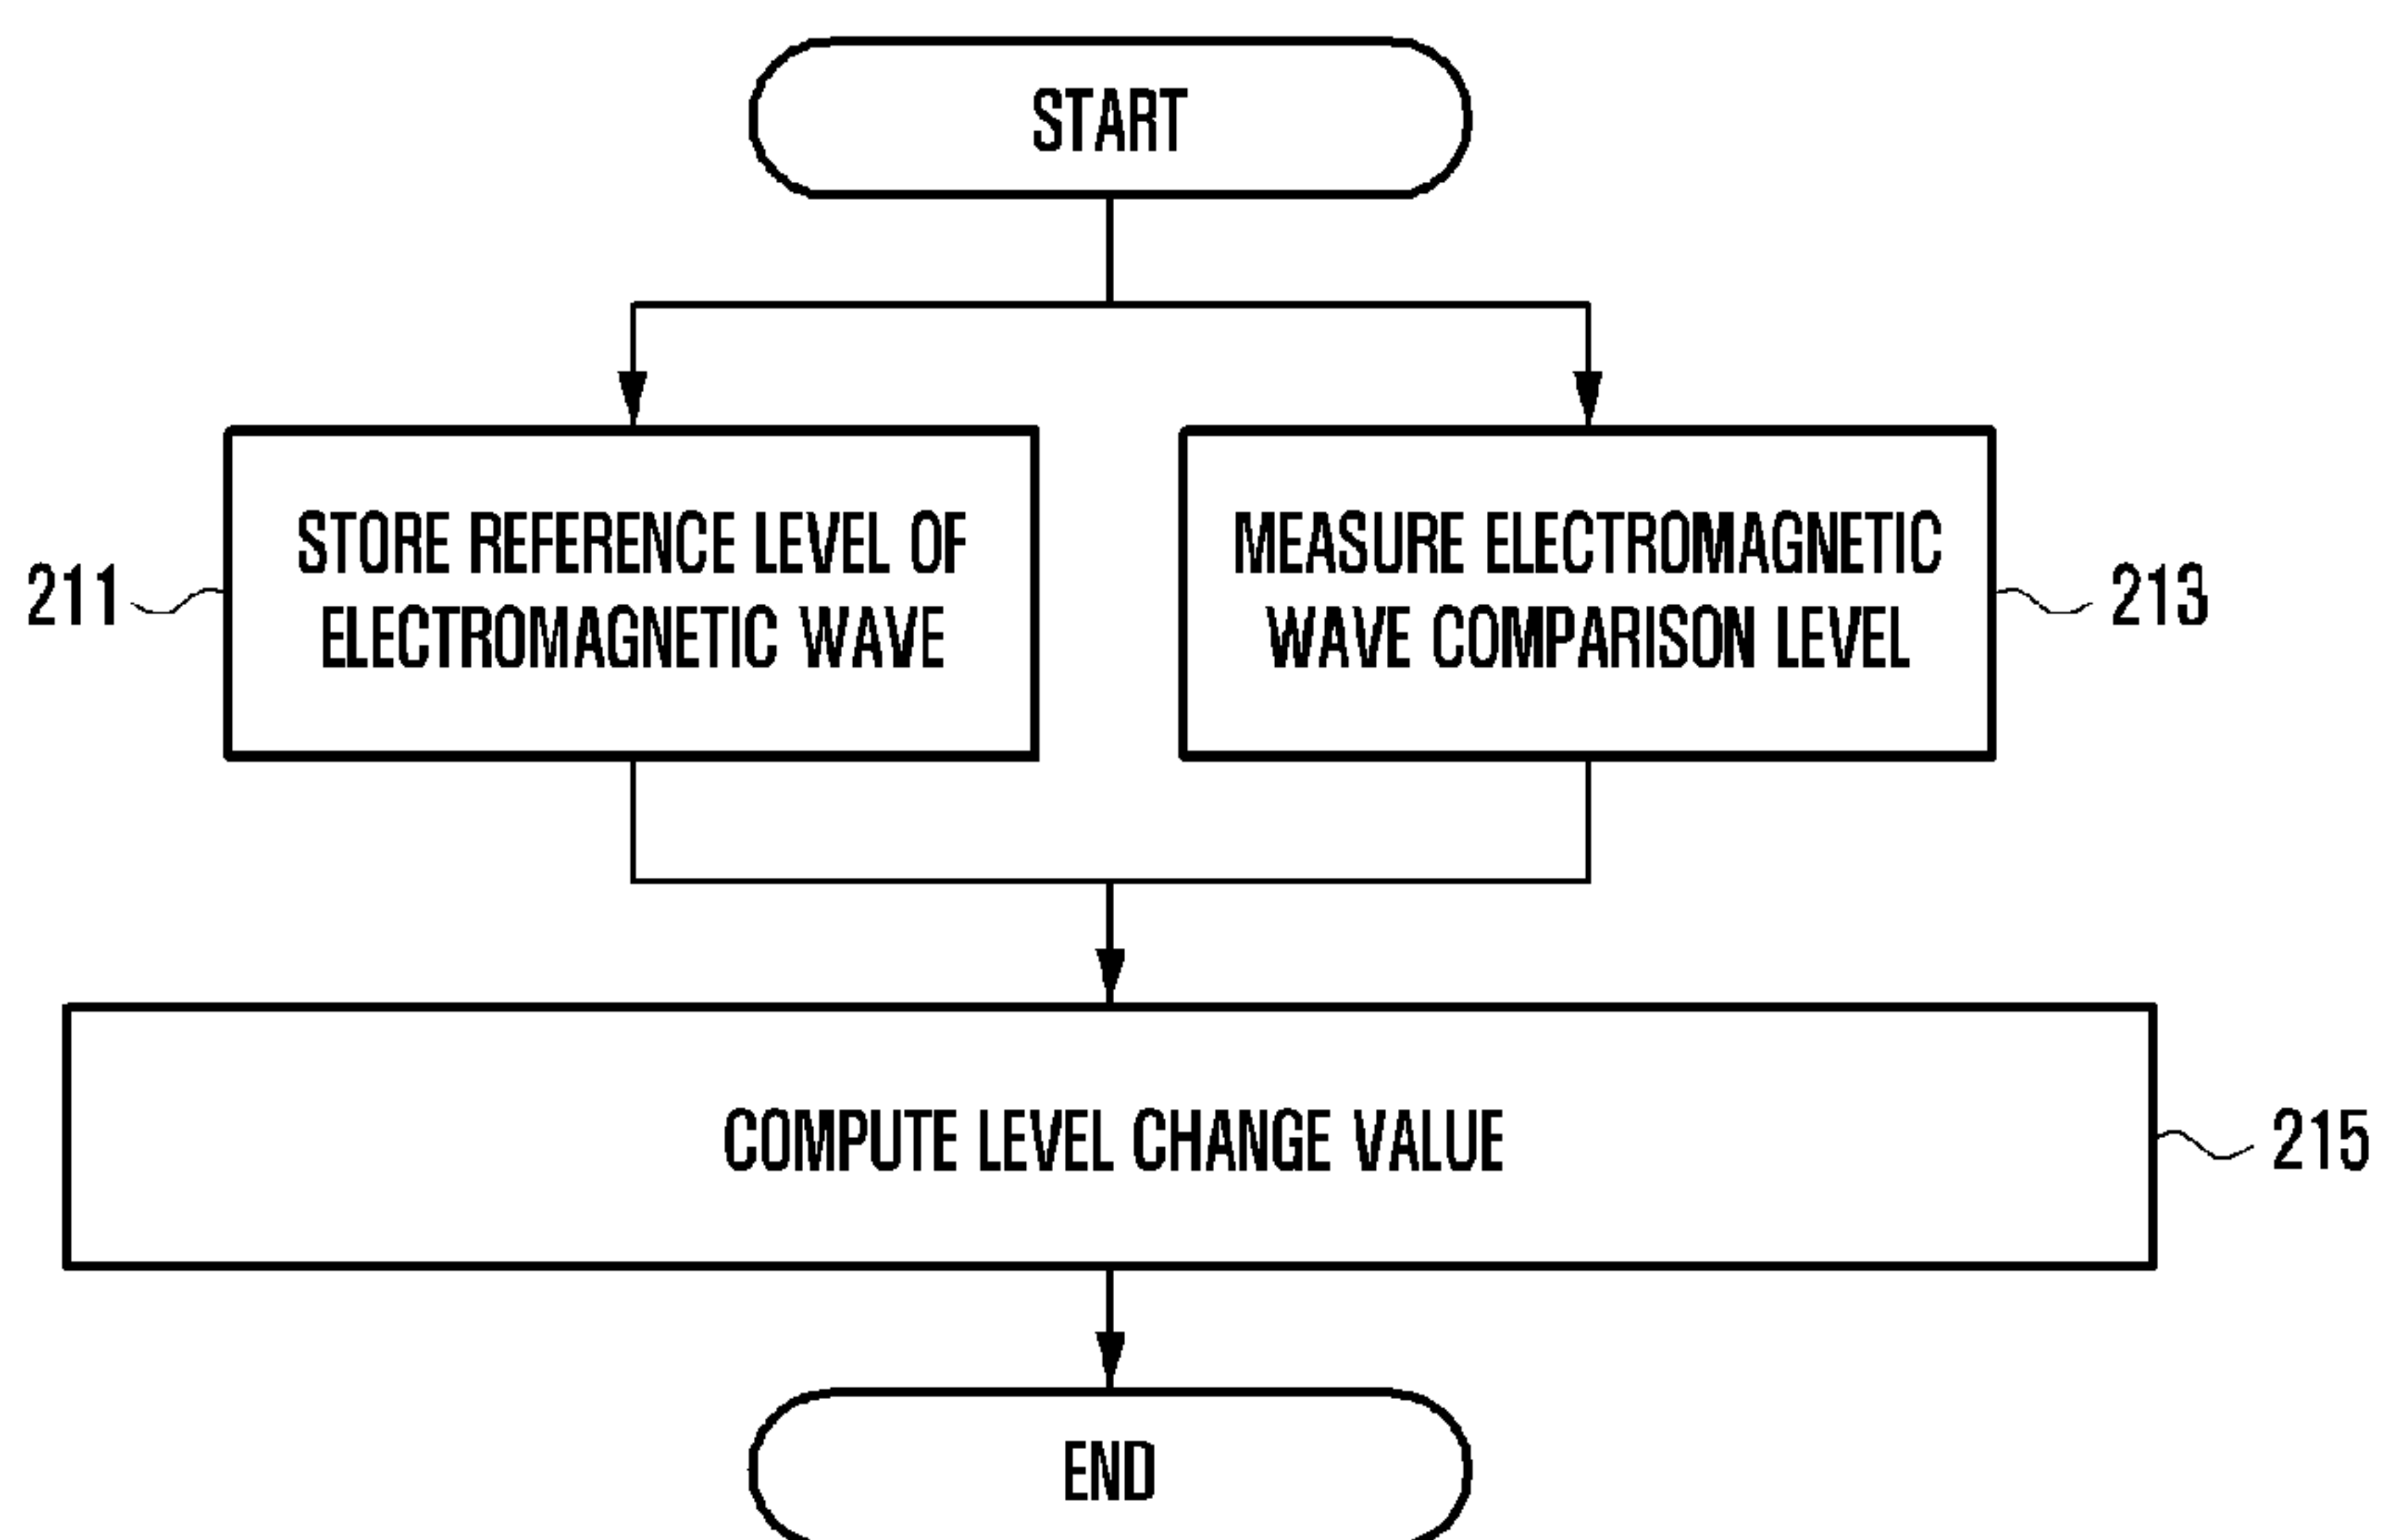 START
STORE REFERENCE LEVEL OF
ELECTROMAGNETIC WAVE
211
MEASURE ELECTROMAGNETIC
WAVE COMPARISON LEVEL
213
COMPUTE LEVEL CHANGE VALUE
215
END